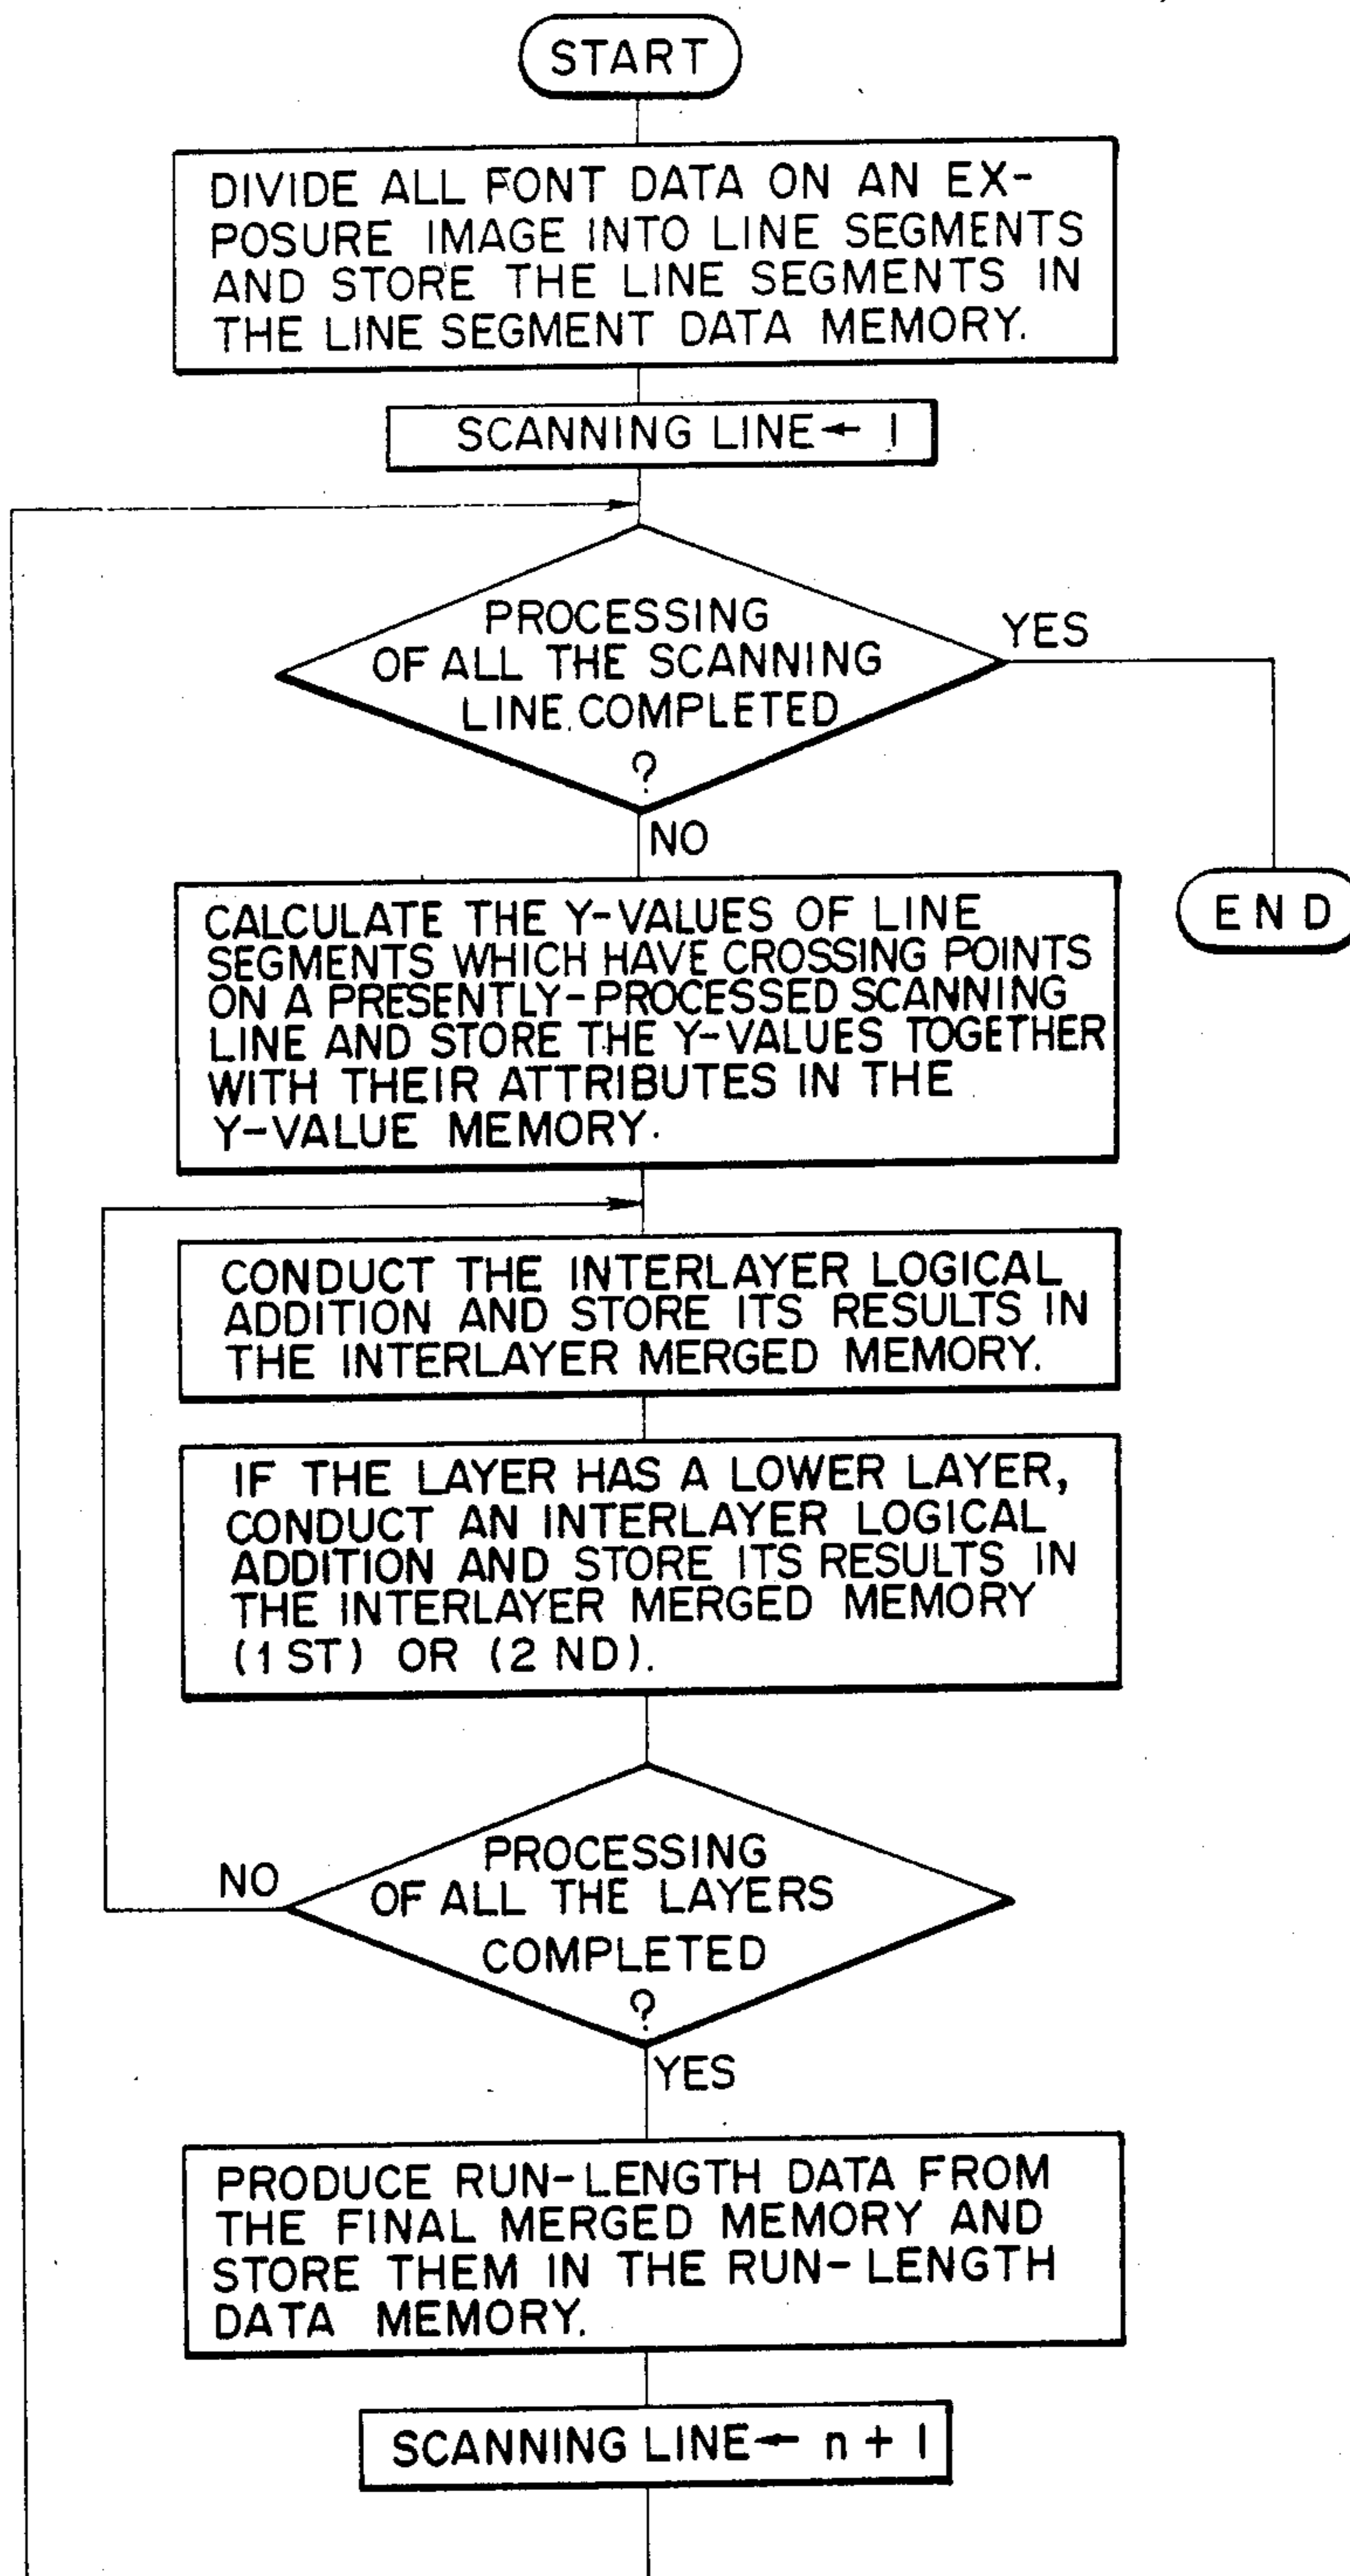 START
DIVIDE ALL FONT DATA ON AN EX-
POSURE IMAGE INTO LINE SEGMENTS
AND STORE THE LINE SEGMENTS IN
THE LINE SEGMENT DATA MEMORY.
SCANNING LINE ← 1
PROCESSING
OF ALL THE SCANNING
LINE COMPLETED
?
YES
NO
END
CALCULATE THE Y-VALUES OF LINE
SEGMENTS WHICH HAVE CROSSING POINTS
ON A PRESENTLY-PROCESSED SCANNING
LINE AND STORE THE Y-VALUES TOGETHER
WITH THEIR ATTRIBUTES IN THE
Y-VALUE MEMORY.
CONDUCT THE INTERLAYER LOGICAL
ADDITION AND STORE ITS RESULTS IN
THE INTERLAYER MERGED MEMORY.
IF THE LAYER HAS A LOWER LAYER,
CONDUCT AN INTERLAYER LOGICAL
ADDITION AND STORE ITS RESULTS IN
THE INTERLAYER MERGED MEMORY
(1 ST) OR (2 ND).
PROCESSING
OF ALL THE LAYERS
COMPLETED
?
NO
YES
PRODUCE RUN-LENGTH DATA FROM
THE FINAL MERGED MEMORY AND
STORE THEM IN THE RUN-LENGTH
DATA MEMORY.
SCANNING LINE ← n + 1